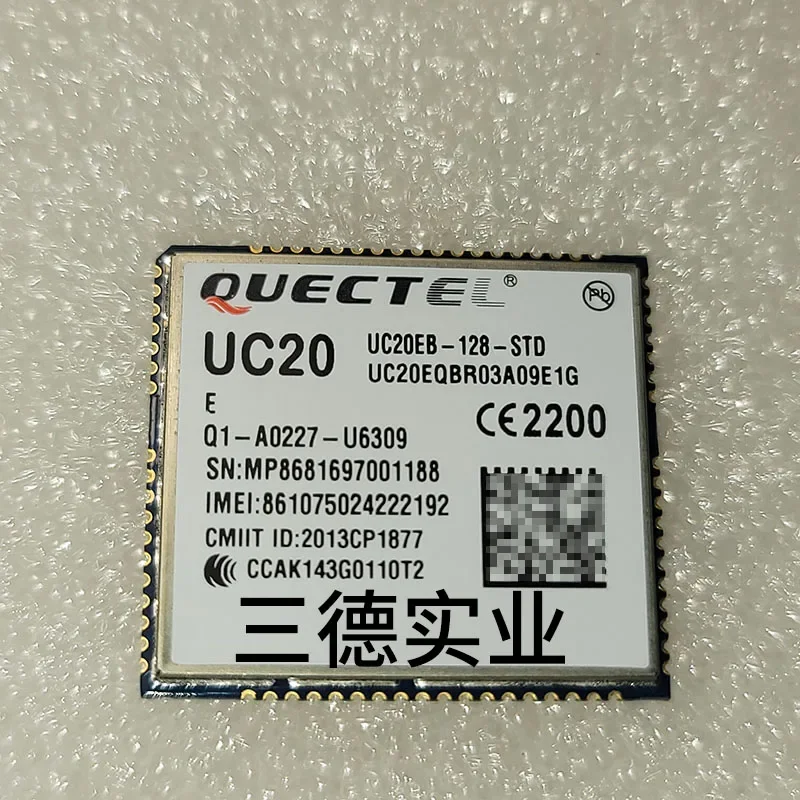 QUECTEL®
Pb
UC20
UC20EB-128-STD
UC20EQBR03A09E1G
E
CE2200
Q1-A0227-U6309
SN:MP8681697001188
IMEI:861075024222192
CMIIT ID:2013CP1877
CCAK143G0110T2
三德实业